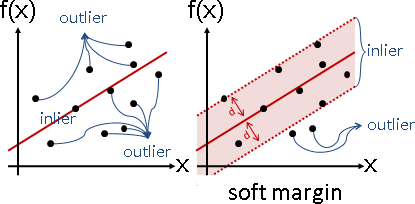 f(x)
outlier
inlier
outlier
X
f(x)
inlier
d
d
outlier
X
soft margin